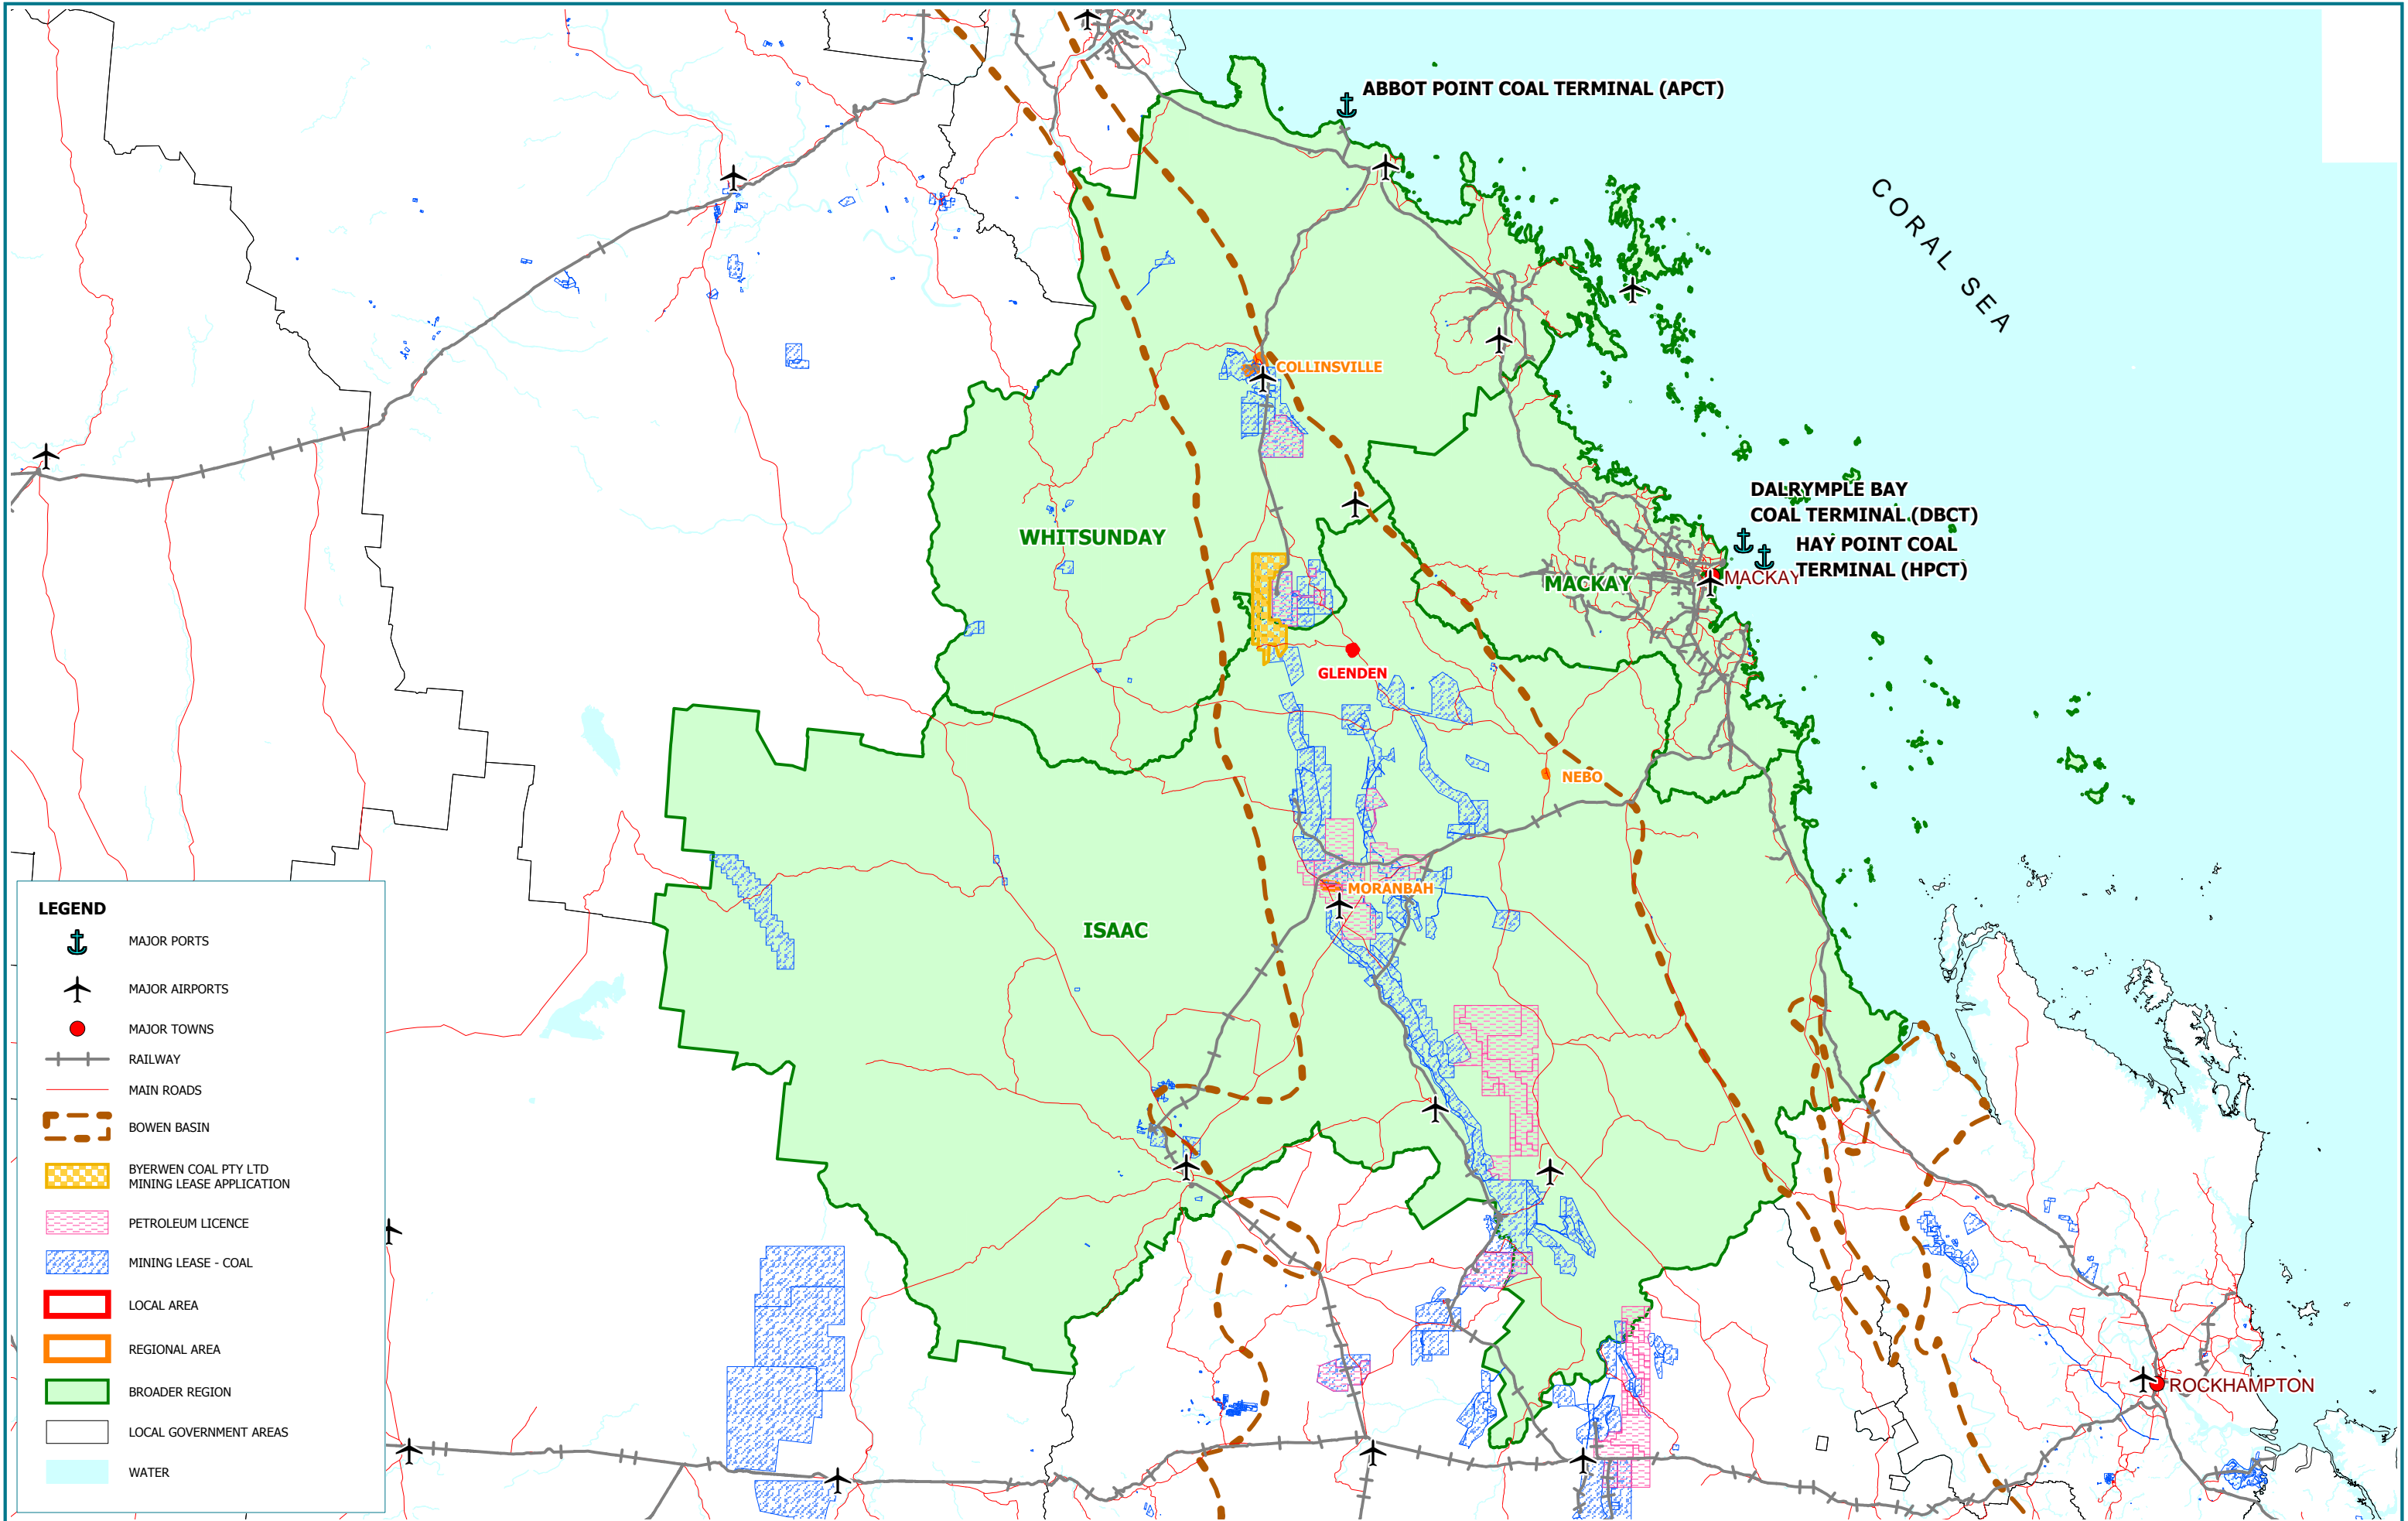 ABBOT POINT COAL TERMINAL (APCT)
CORAL SEA
COLLINSVILLE
DALRYMPLE BAY
COAL TERMINAL (DBCT)
HAY POINT COAL
TERMINAL (HPCT)
WHITSUNDAY
MACKAY
MACKAY
GLENDEN
NEBO
MORANBAH
ISAAC
ROCKHAMPTON
LEGEND
MAJOR PORTS
MAJOR AIRPORTS
MAJOR TOWNS
RAILWAY
MAIN ROADS
BOWEN BASIN
BYERWEN COAL PTY LTD
MINING LEASE APPLICATION
PETROLEUM LICENCE
MINING LEASE - COAL
LOCAL AREA
REGIONAL AREA
BROADER REGION
LOCAL GOVERNMENT AREAS
WATER